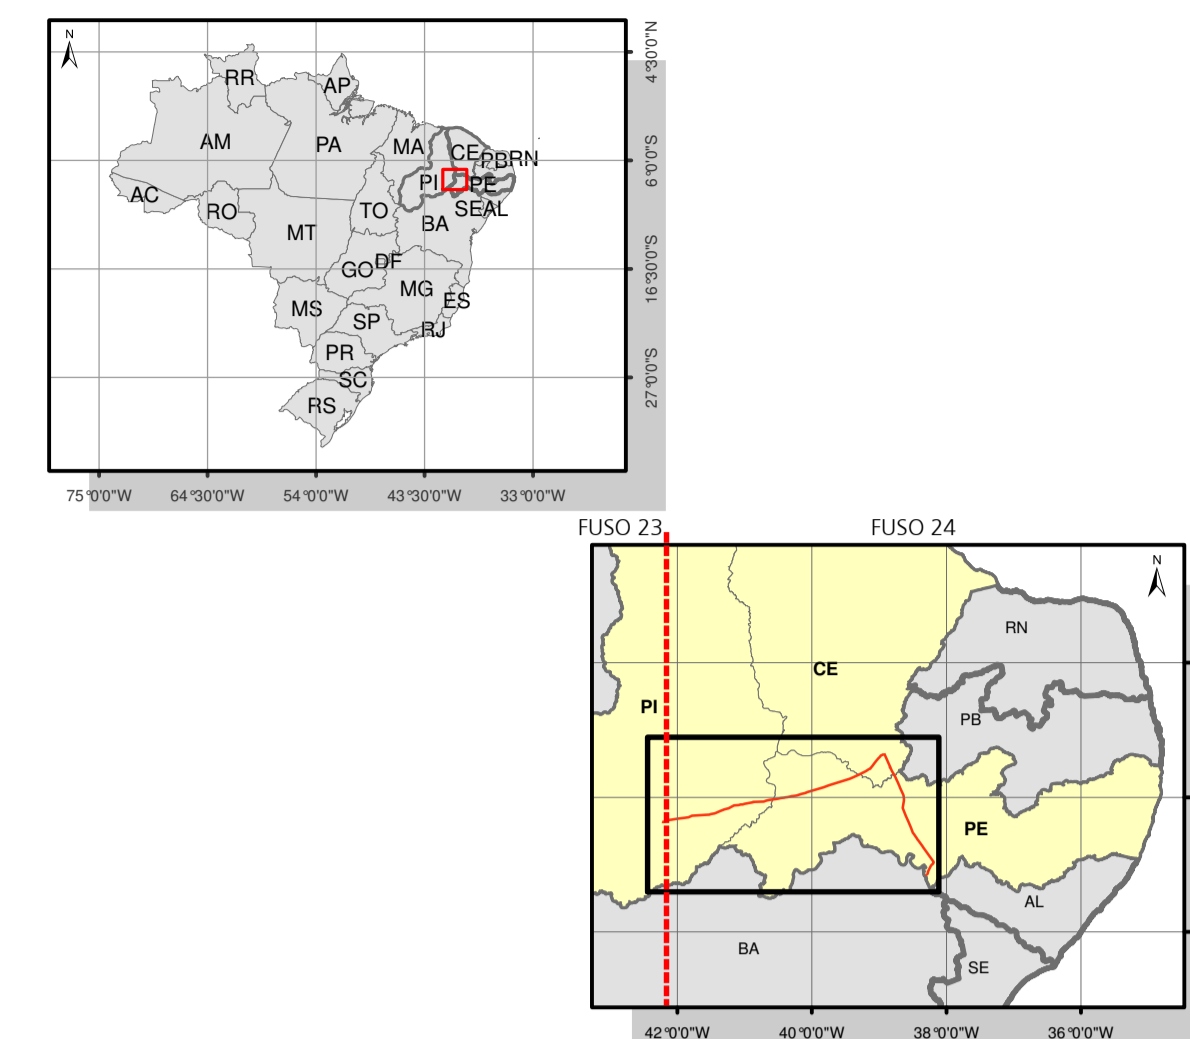 N
4°30'0"N
RR
AP
AM
PA
MA
CE
PB
RN
6°0'0"S
AC
PI
PE
RO
TO
SE
AL
MT
BA
GO
DF
16°30'0"S
MG
MS
ES
SP
RJ
PR
SC
27°0'0"S
RS
75°0'0"W 64°30'0"W 54°0'0"W 43°30'0"W 33°0'0"W
FUSO 23 FUSO 24
N
RN
CE
PI
PB
PE
AL
BA
SE
42°0'0"W 40°0'0"W 38°0'0"W 36°0'0"W